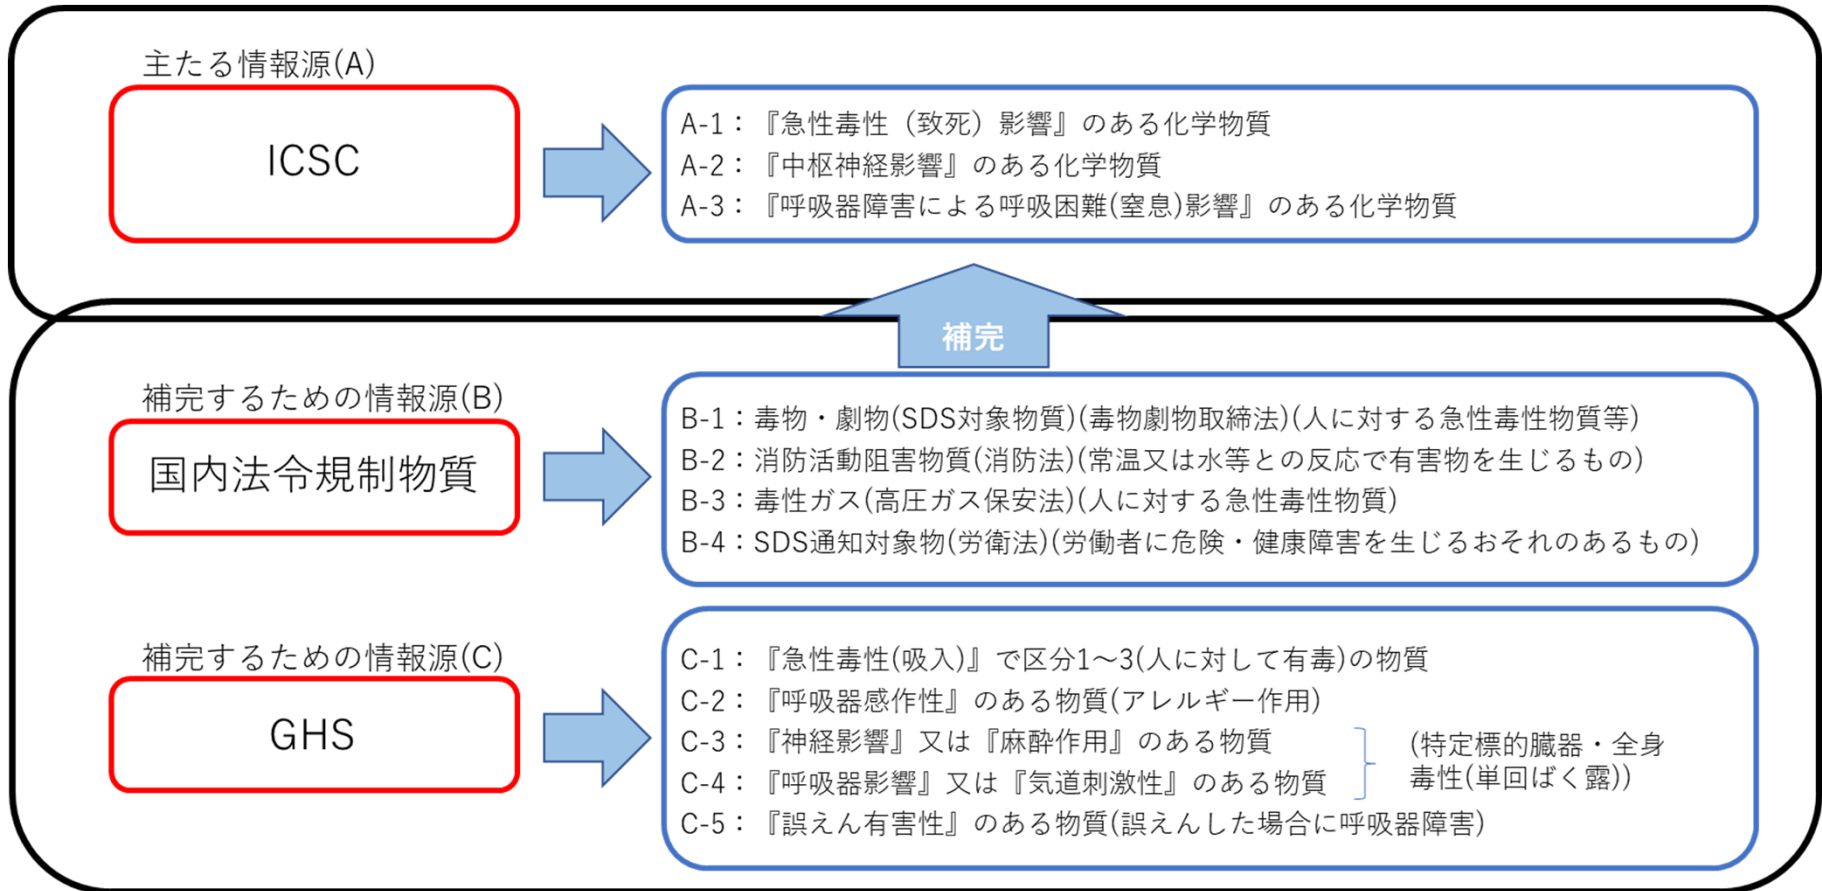 主たる情報源(A)
ICSC
A-1：『急性毒性（致死）影響』のある化学物質
A-2：『中枢神経影響』のある化学物質
A-3：『呼吸器障害による呼吸困難(窒息)影響』のある化学物質
補完
補完するための情報源(B)
国内法令規制物質
B-1：毒物・劇物(SDS対象物質)(毒物劇物取締法)(人に対する急性毒性物質等)
B-2：消防活動阻害物質(消防法)(常温又は水等との反応で有害物を生じるもの)
B-3：毒性ガス(高圧ガス保安法)(人に対する急性毒性物質)
B-4：SDS通知対象物(労衛法)(労働者に危険・健康障害を生じるおそれのあるもの)
補完するための情報源(C)
GHS
C-1：『急性毒性(吸入)』で区分1～3(人に対して有毒)の物質
C-2：『呼吸器感作性』のある物質(アレルギー作用)
C-3：『神経影響』又は『麻酔作用』のある物質
C-4：『呼吸器影響』又は『気道刺激性』のある物質
(特定標的臓器・全身
毒性(単回ばく露))
C-5：『誤えん有害性』のある物質(誤えんした場合に呼吸器障害)